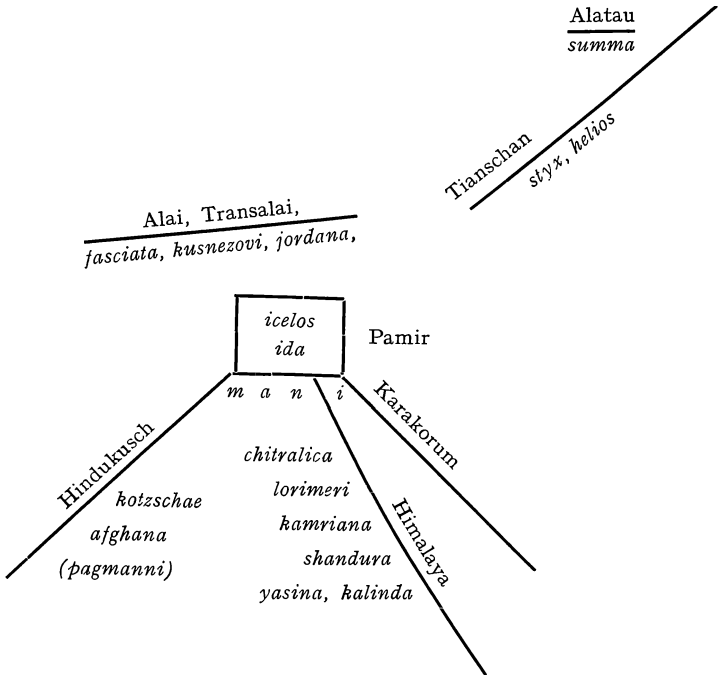 Alatau
summa
Tianschan
styx, helios
Alai, Transalai,
fasciata, kusnezovi, jordana,
icelos
ida
Pamir
m a n i
Karakorum
Hindukusch
chitralica
kotzschae
lorimeri
afghana
kamriana
Himalaya
(pagmanni)
shandura
yasina, kalinda